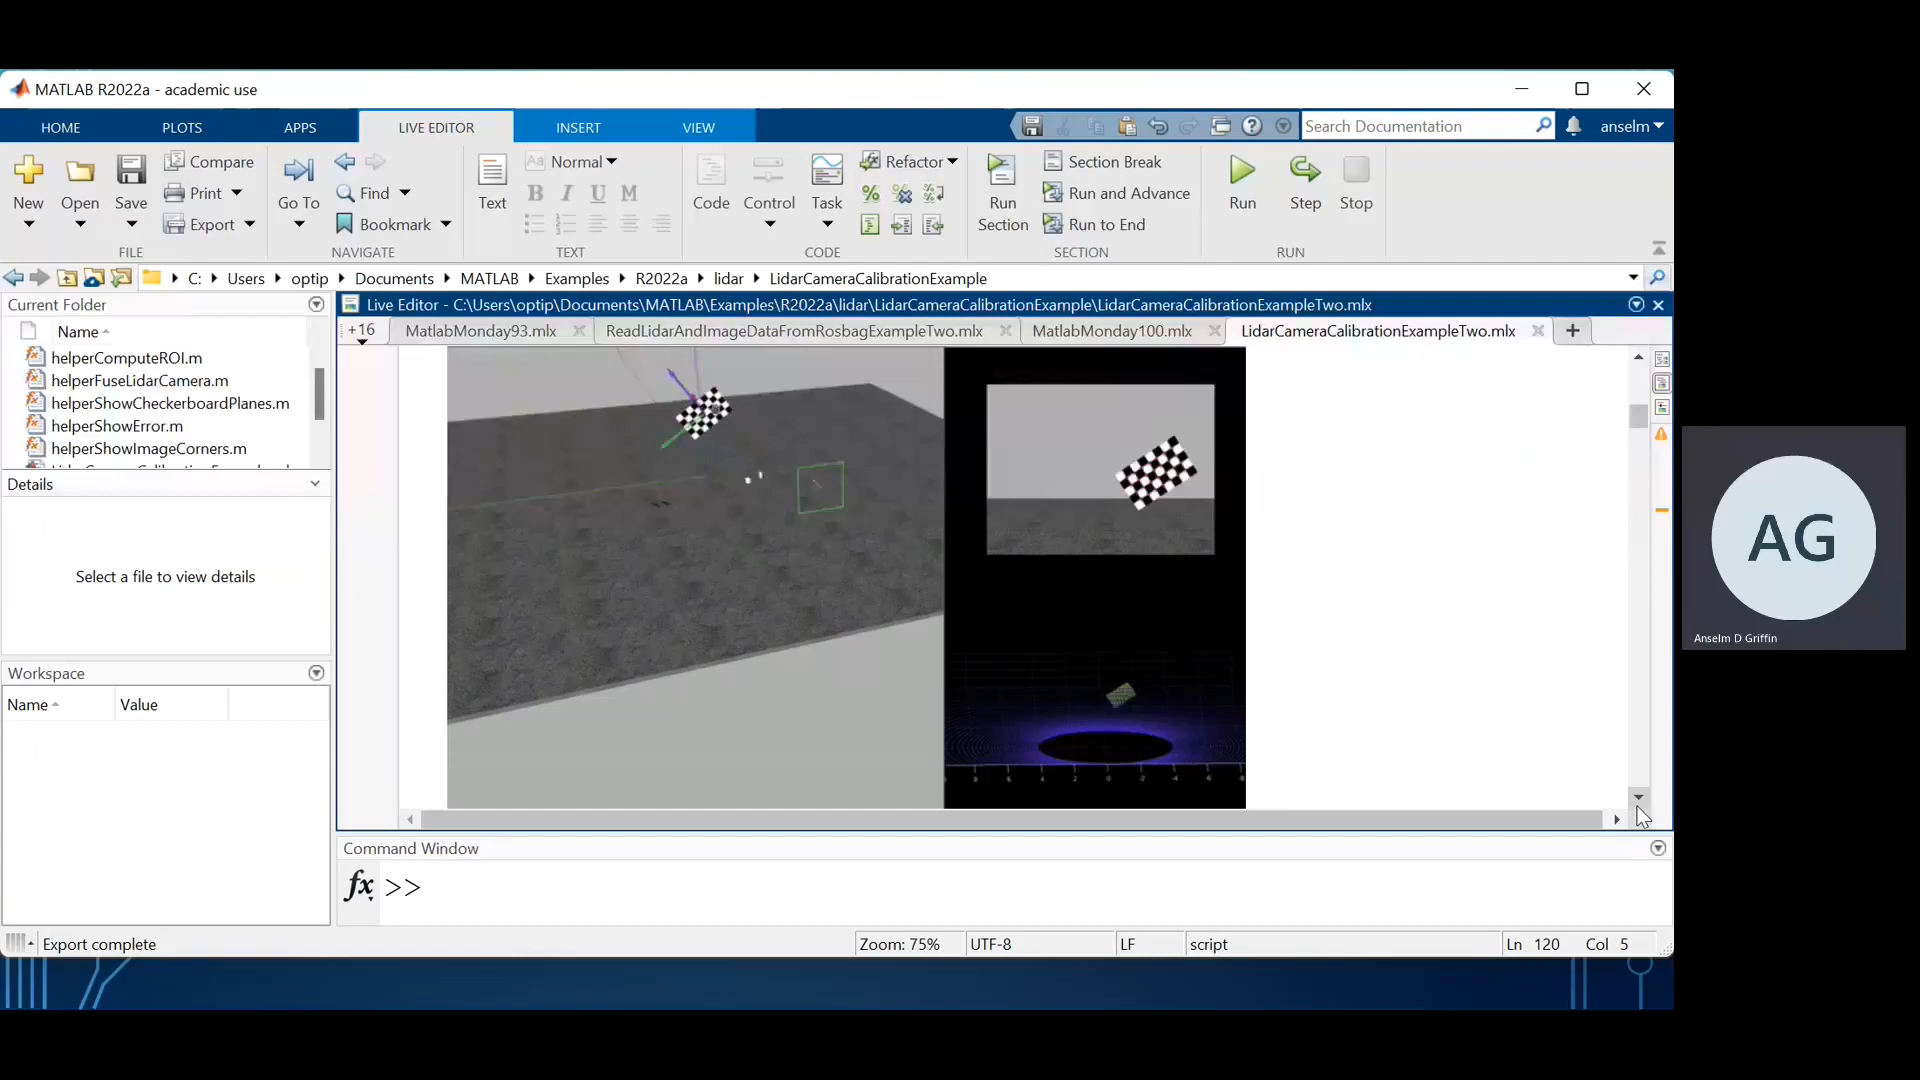 MATLAB R2022a - academic use
HOME PLOTS APPS LIVE EDITOR INSERT VIEW
Search Documentation
anselm
New Open Save
Compare
Print
Export
FILE
Go To
Find
Bookmark
NAVIGATE
Text
Aa Normal
B I U M
TEXT
Code Control Task
Refactor
CODE
Run Section
Section Break
Run and Advance
Run to End
SECTION
Run Step Stop
RUN
C: Users optip Documents MATLAB Examples R2022a lidar LidarCameraCalibrationExample
Current Folder
Name
helperComputeROI.m
helperFuseLidarCamera.m
helperShowCheckerboardPlanes.m
helperShowError.m
helperShowImageCorners.m
Details
Select a file to view details
Workspace
Name Value
Live Editor - C:\Users\optip\Documents\MATLAB\Examples\R2022a\lidar\LidarCameraCalibrationExample\LidarCameraCalibrationExampleTwo.mlx
+16 MatlabMonday93.mlx ReadLidarAndImageDataFromRosbagExampleTwo.mlx MatlabMonday100.mlx LidarCameraCalibrationExampleTwo.mlx
Command Window
fx >>
Export complete
Zoom: 75% UTF-8 LF script Ln 120 Col 5
AG
Anselm D Griffin